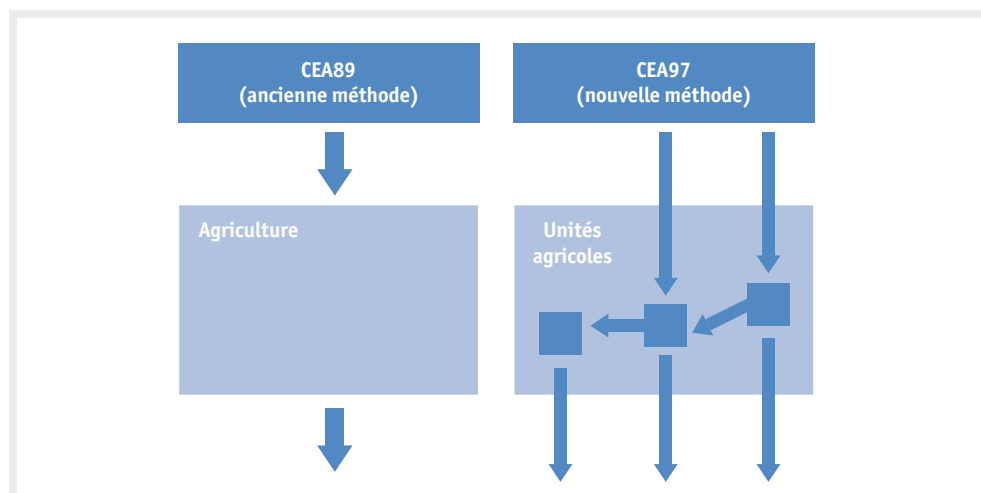 CEA89
(ancienne méthode)
CEA97
(nouvelle méthode)
Agriculture
Unités
agricoles